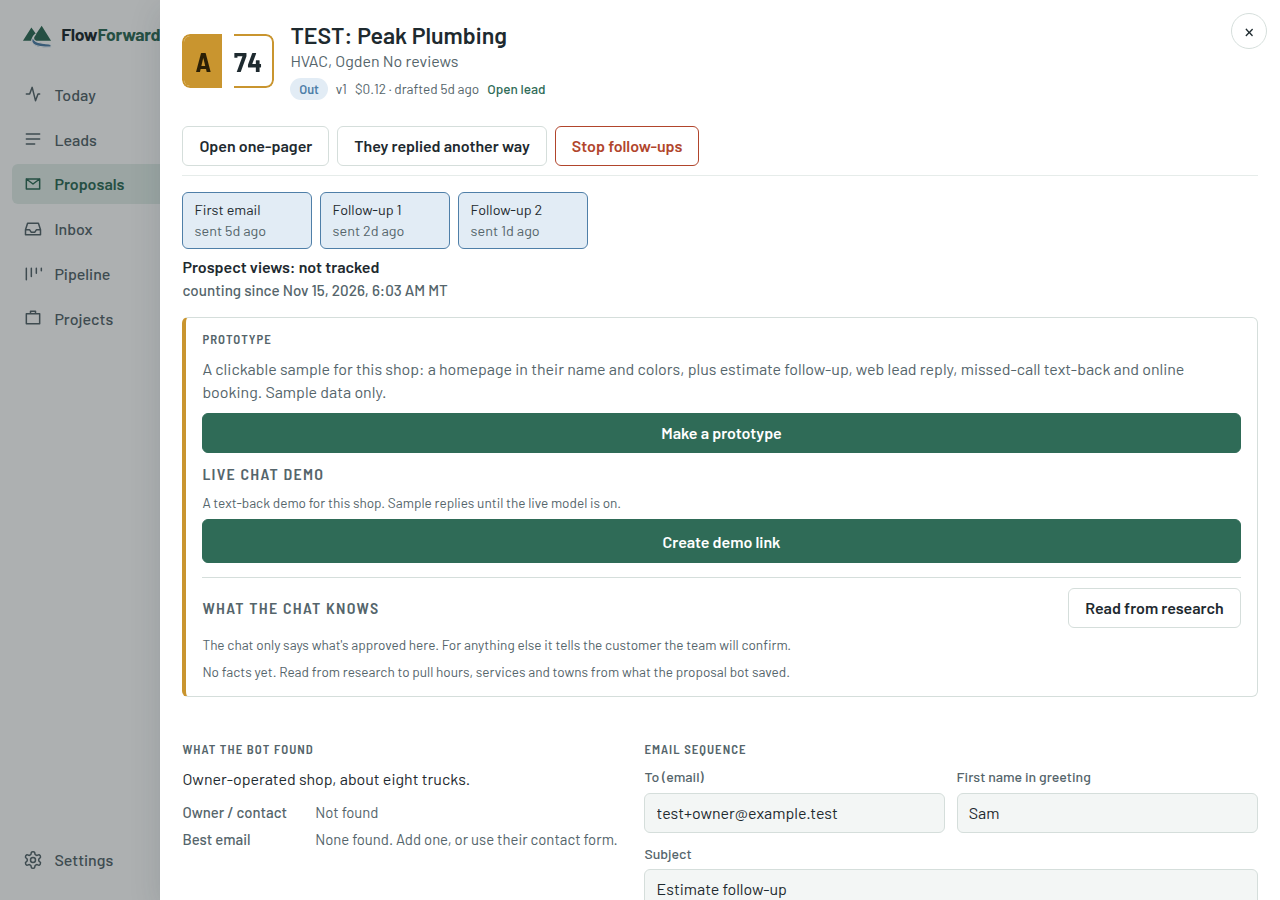 FlowForward
Today
Leads
Proposals
Inbox
Pipeline
Projects
Settings
A 74
TEST: Peak Plumbing
HVAC, Ogden No reviews
Out v1 $0.12 · drafted 5d ago Open lead
×
Open one-pager They replied another way Stop follow-ups
First email Follow-up 1 Follow-up 2
sent 5d ago sent 2d ago sent 1d ago
Prospect views: not tracked
counting since Nov 15, 2026, 6:03 AM MT
PROTOTYPE
A clickable sample for this shop: a homepage in their name and colors, plus estimate follow-up, web lead reply, missed-call text-back and online
booking. Sample data only.
Make a prototype
LIVE CHAT DEMO
A text-back demo for this shop. Sample replies until the live model is on.
Create demo link
WHAT THE CHAT KNOWS Read from research
The chat only says what's approved here. For anything else it tells the customer the team will confirm.
No facts yet. Read from research to pull hours, services and towns from what the proposal bot saved.
WHAT THE BOT FOUND
Owner-operated shop, about eight trucks.
Owner / contact Not found
Best email None found. Add one, or use their contact form.
EMAIL SEQUENCE
To (email) First name in greeting
test+owner@example.test Sam
Subject
Estimate follow-up